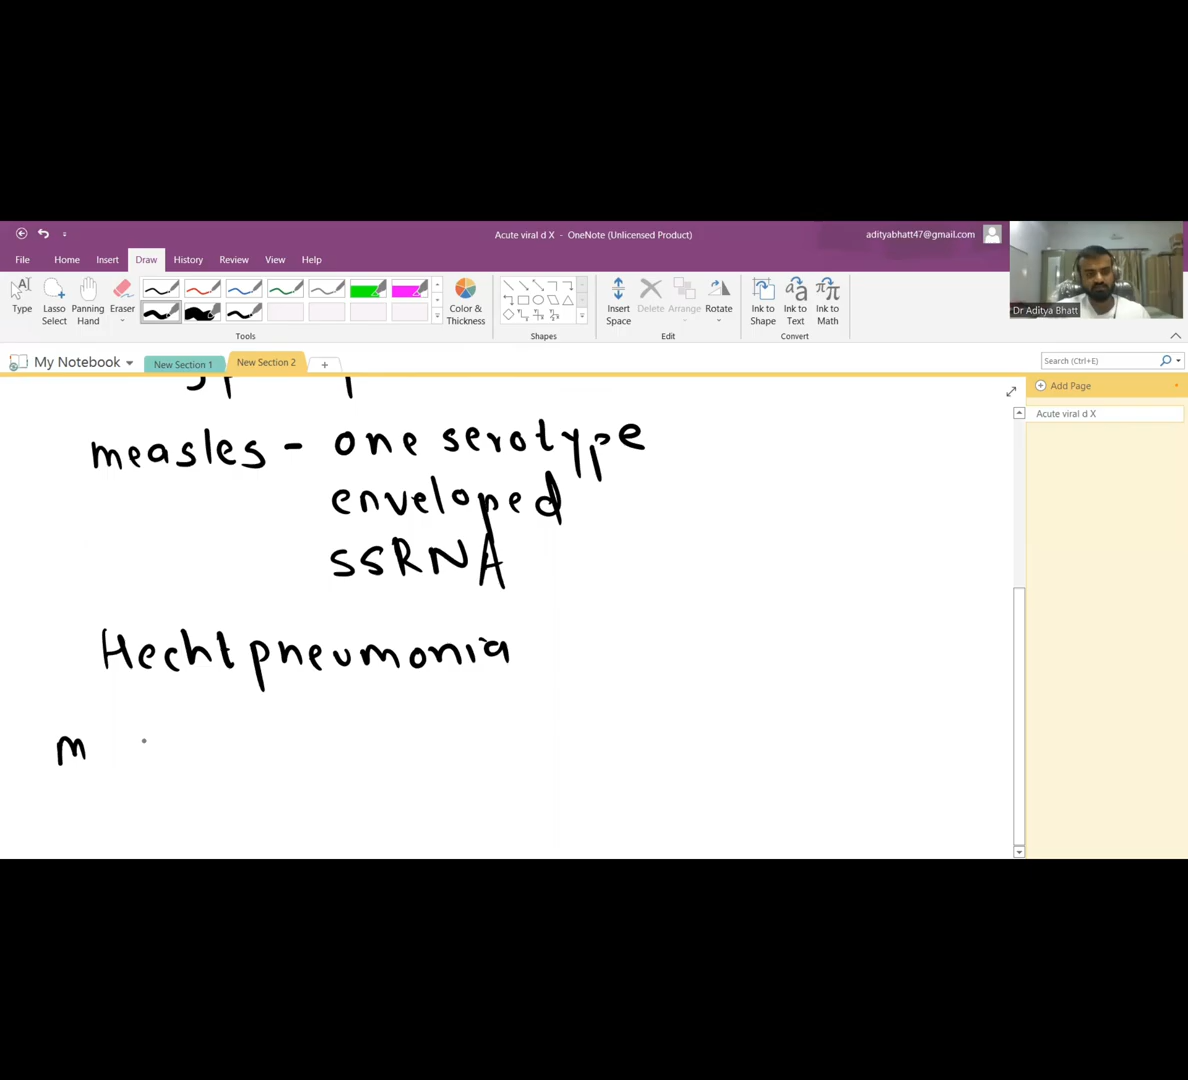 Acute viral d X - OneNote (Unlicensed Product)
adityabhatt47@gmail.com
File Home Insert Draw History Review View Help
Type
Lasso Select
Panning Hand
Eraser
Color & Thickness
Insert Space
Delete
Arrange
Rotate
Ink to Shape
Ink to Text
Ink to Math
Tools
Shapes
Edit
Convert
Dr Aditya Bhatt
My Notebook
New Section 1
New Section 2
Search (Ctrl+E)
Add Page
Acute viral d X
measles - one serotype
enveloped
SSRNA
Hecht pneumonia
m